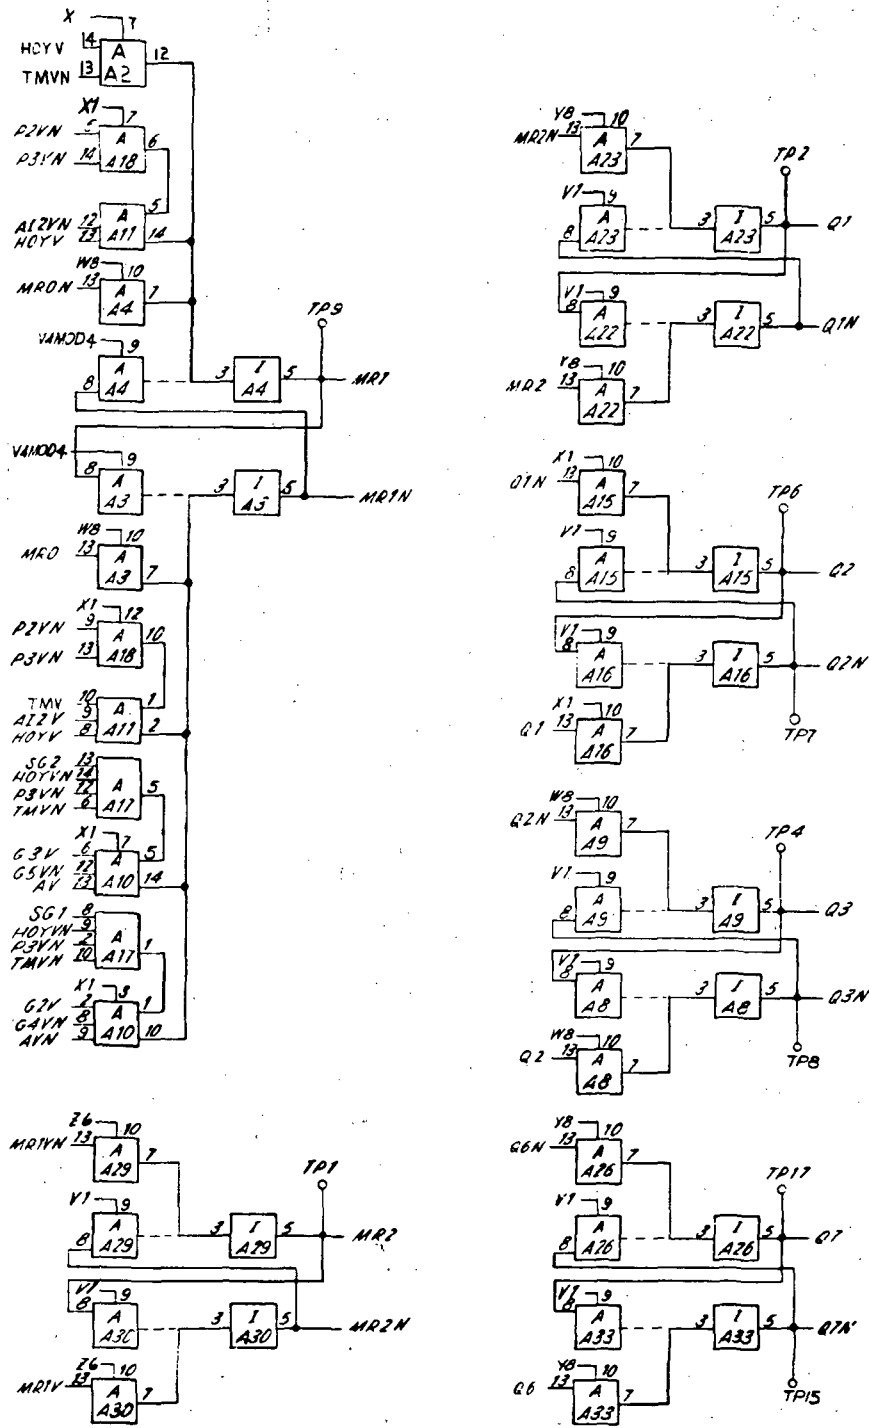 X 7
14
HOYV A 12
TMVN 13 A2
X1 7
P2VN 6 A 6
P3VN 14 A18
A 5
AI2VN 12 A11 14
HOYV 13
W8 10
MR0N 13 A 7
A4
V4MOD4 9
8 A 3 I 5 TP9 MR1
A4 A4
V4MOD4 9
8 A 3 I 5 MR1N
A3 A3
W8 10
MR0 13 A 7
A3
X1 12
P2VN 9 A 10
P3VN 13 A18
TMV 10 A 1
AI2V 9 A11 2
HOYV 8
SG2 13
HOYVN 14 A 5
P3VN 12 A17
TMVN 6
X1 7
G3V 6 A 5
G5VN 12 A10 14
AV 13
SG1 8
HOYVN 9 A 1
P3VN 2 A17
TMVN 10
X1 3
G2V 2 A 1
G4VN 8 A10 10
AVN 9
Z6 10
MR1VN 13 A 7
A29
TP1
V1 9
8 A 3 I 5 MR2
A29 A29
V1 9
8 A 3 I 5 MR2N
A30 A30
Z6 10
MR1V 13 A 7
A30
Y8 10
MR2N 13 A 7
A23
TP2
V1 9
8 A 3 I 5 Q1
A23 A23
V1 9
8 A 3 I 5 Q1N
A22 A22
Y8 10
MR2 13 A 7
A22
X1 10
Q1N 13 A 7
A15
TP6
V1 9
8 A 3 I 5 Q2
A15 A15
V1 9
8 A 3 I 5 Q2N
A16 A16
X1 10
Q1 13 A 7
A16
TP7
W8 10
Q2N 13 A 7
A9
TP4
V1 9
8 A 3 I 5 Q3
A9 A9
V1 9
8 A 3 I 5 Q3N
A8 A8
W8 10
Q2 13 A 7
A8
TP8
Y8 10
Q6N 13 A 7
A26
TP17
V1 9
8 A 3 I 5 Q7
A26 A26
V1 9
8 A 3 I 5 Q7N
A33 A33
Y8 10
Q6 13 A 7
A33
TP15